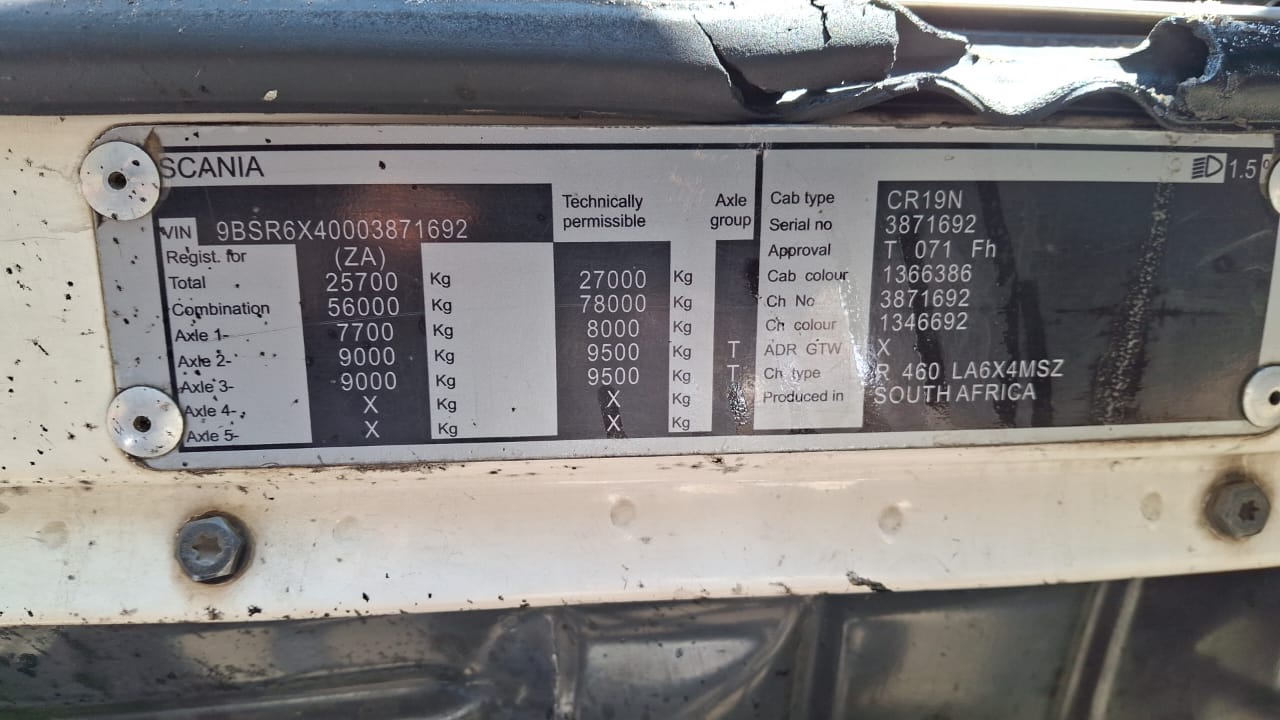 SCANIA
1.5°
VIN 9BSR6X40003871692
Technically permissible
Axle group
Regist. for (ZA)
Total 25700 Kg 27000 Kg
Combination 56000 Kg 78000 Kg
Axle 1- 7700 Kg 8000 Kg
Axle 2- 9000 Kg 9500 Kg T
Axle 3- 9000 Kg 9500 Kg T
Axle 4- X Kg X Kg
Axle 5- X Kg X Kg
Cab type CR19N
Serial no 3871692
Approval T 071 Fh
Cab colour 1366386
Ch No 3871692
Ch colour 1346692
ADR GTW X
Ch type R 460 LA6X4MSZ
Produced in SOUTH AFRICA